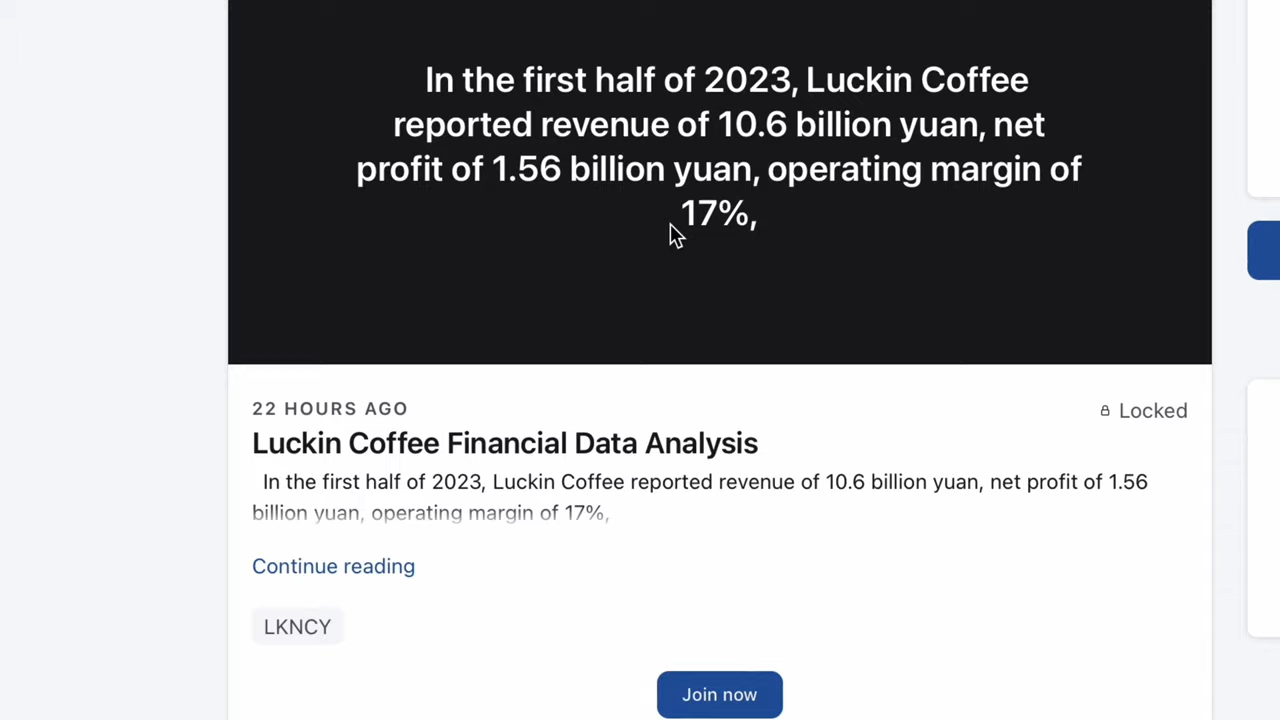 In the first half of 2023, Luckin Coffee
reported revenue of 10.6 billion yuan, net
profit of 1.56 billion yuan, operating margin of
17%,
22 HOURS AGO
Locked
Luckin Coffee Financial Data Analysis
In the first half of 2023, Luckin Coffee reported revenue of 10.6 billion yuan, net profit of 1.56
billion yuan, operating margin of 17%,
Continue reading
LKNCY
Join now